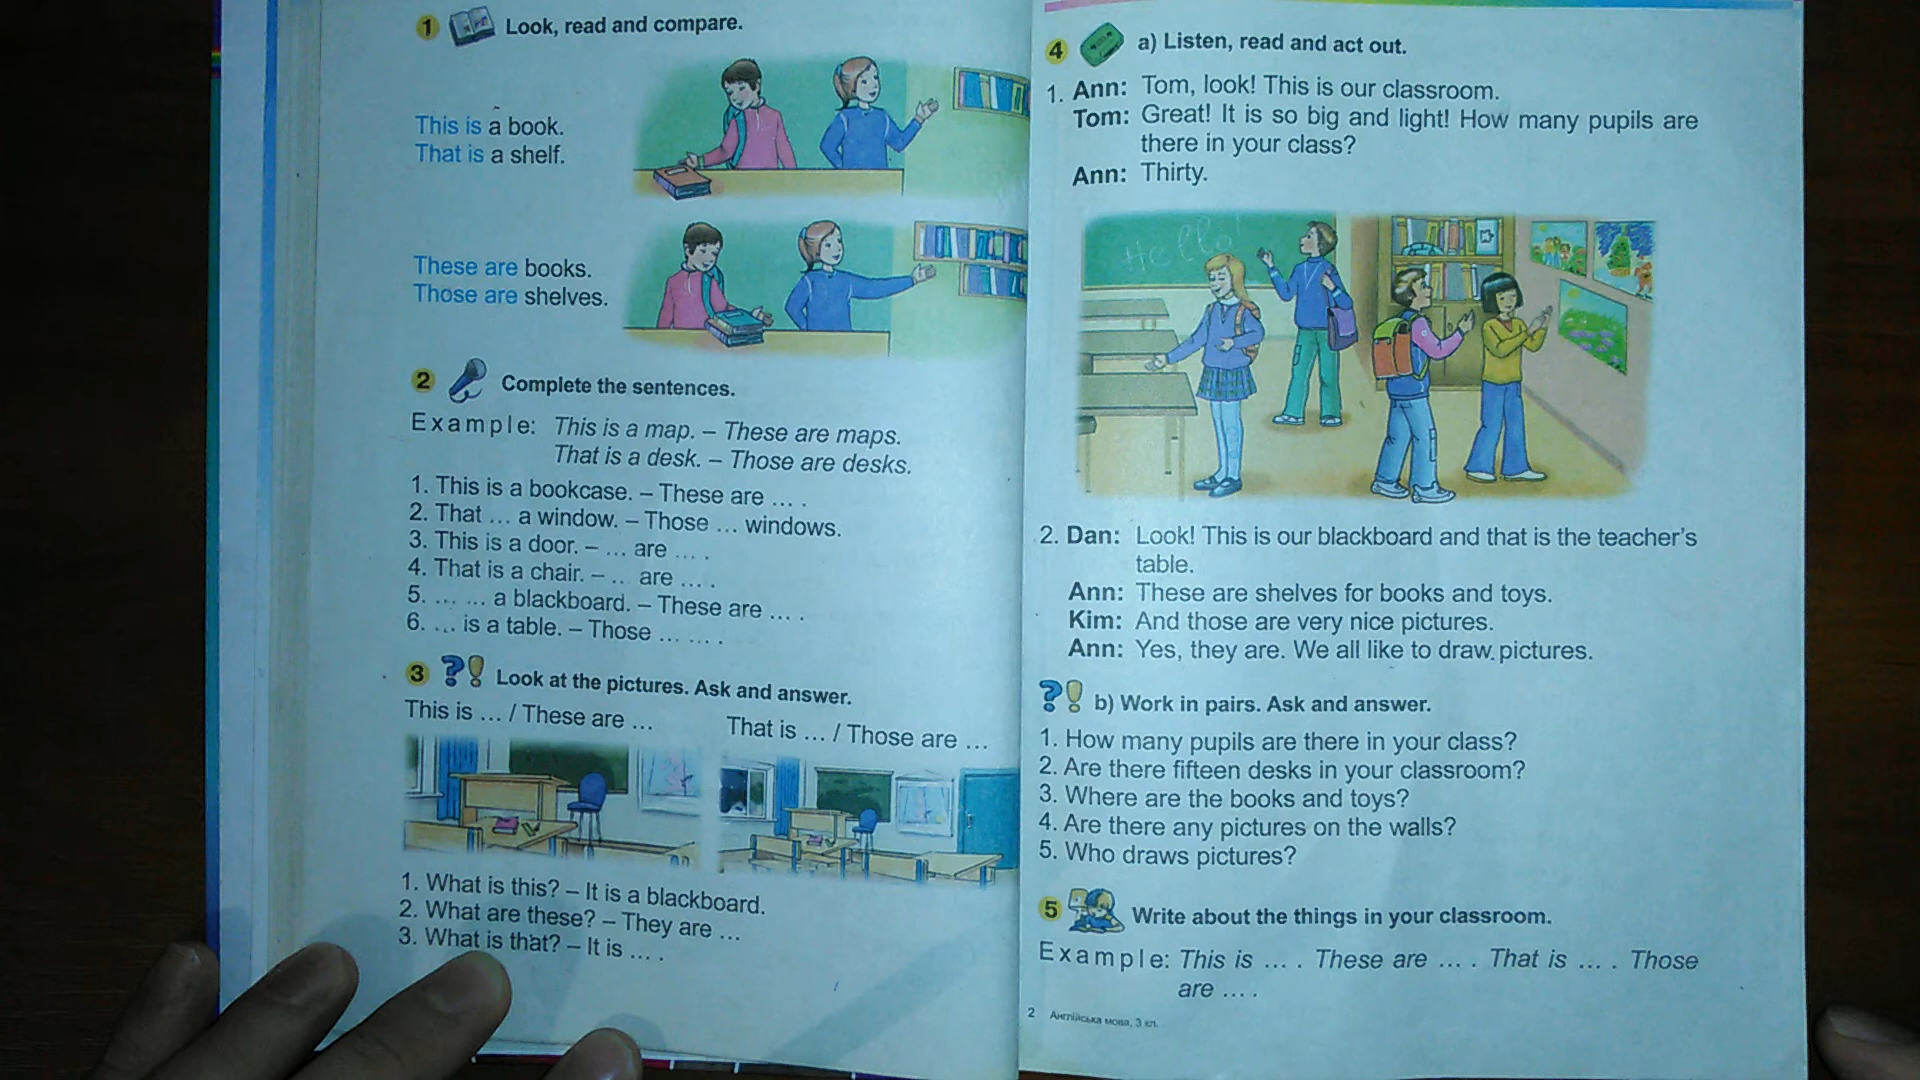 1 Look, read and compare.
This is a book.
That is a shelf.
These are books.
Those are shelves.
2 Complete the sentences.
Example: This is a map. – These are maps.
That is a desk. – Those are desks.
1. This is a bookcase. – These are ... .
2. That ... a window. – Those ... windows.
3. This is a door. – ... are ... .
4. That is a chair. – ... are ... .
5. ... ... a blackboard. – These are ... .
6. ... is a table. – Those ... ... .
3 ?! Look at the pictures. Ask and answer.
This is ... / These are ...
That is ... / Those are ...
1. What is this? – It is a blackboard.
2. What are these? – They are ...
3. What is that? – It is ... .
4 a) Listen, read and act out.
1. Ann: Tom, look! This is our classroom.
Tom: Great! It is so big and light! How many pupils are
there in your class?
Ann: Thirty.
Hello!
2. Dan: Look! This is our blackboard and that is the teacher's
table.
Ann: These are shelves for books and toys.
Kim: And those are very nice pictures.
Ann: Yes, they are. We all like to draw pictures.
?! b) Work in pairs. Ask and answer.
1. How many pupils are there in your class?
2. Are there fifteen desks in your classroom?
3. Where are the books and toys?
4. Are there any pictures on the walls?
5. Who draws pictures?
5 Write about the things in your classroom.
Example: This is ... . These are ... . That is ... . Those
are ... .
2 Англійська мова, 3 кл.